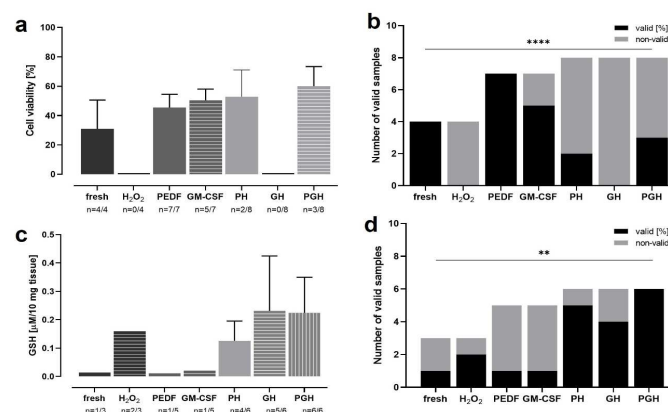 a
Cell viability [%]
100
80
60
40
20
0
fresh H₂O₂ PEDF GM-CSF PH GH PGH
n=4/4 n=0/4 n=7/7 n=5/7 n=2/8 n=0/8 n=3/8
b
valid [%]
non-valid
****
Number of valid samples
10
8
6
4
2
0
fresh H₂O₂ PEDF GM-CSF PH GH PGH
c
GSH [µM/10 mg tissue]
0.5
0.4
0.3
0.2
0.1
0.0
fresh H₂O₂ PEDF GM-CSF PH GH PGH
n=1/3 n=2/3 n=1/5 n=1/5 n=4/6 n=5/6 n=6/6
d
valid [%]
non-valid
**
Number of valid samples
10
8
6
4
2
0
fresh H₂O₂ PEDF GM-CSF PH GH PGH